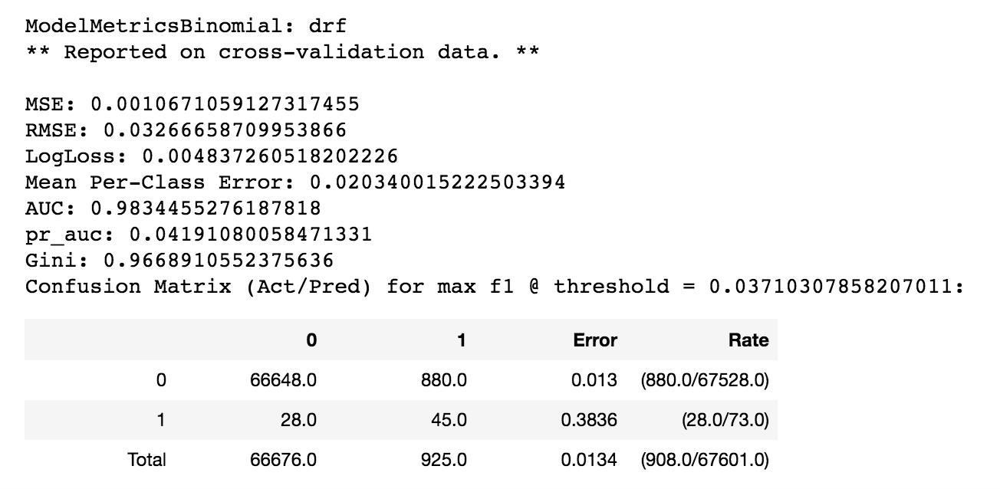 ModelMetricsBinomial: drf
** Reported on cross-validation data. **
MSE: 0.0010671059127317455
RMSE: 0.03266658709953866
LogLoss: 0.004837260518202226
Mean Per-Class Error: 0.020340015222503394
AUC: 0.9834455276187818
pr_auc: 0.04191080058471331
Gini: 0.9668910552375636
Confusion Matrix (Act/Pred) for max f1 @ threshold = 0.03710307858207011:
0 1 Error Rate
0 66648.0 880.0 0.013 (880.0/67528.0)
1 28.0 45.0 0.3836 (28.0/73.0)
Total 66676.0 925.0 0.0134 (908.0/67601.0)